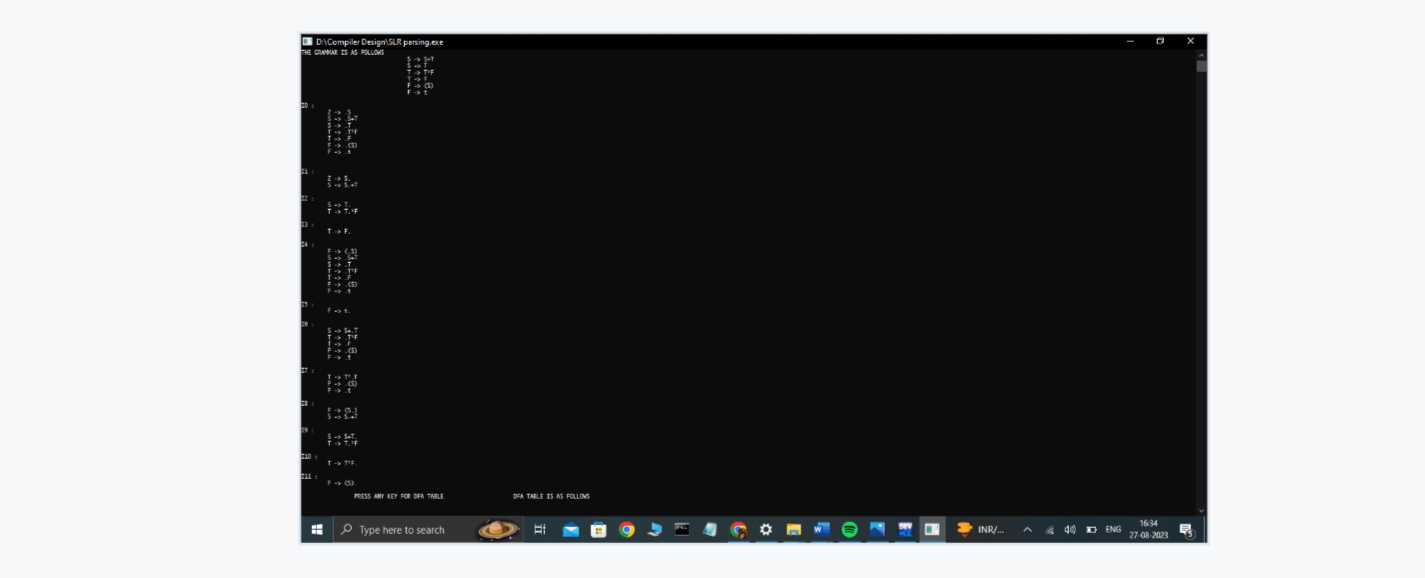 D:\Compiler Design\SLR parsing.exe
THE GRAMMAR IS AS FOLLOWS
S -> S+T
S -> T
T -> T*F
T -> F
F -> (S)
F -> t
I0 :
Z -> .S
S -> .S+T
S -> .T
T -> .T*F
T -> .F
F -> .(S)
F -> .t
I1 :
Z -> S.
S -> S.+T
I2 :
S -> T.
T -> T.*F
I3 :
T -> F.
I4 :
F -> (.S)
S -> .S+T
S -> .T
T -> .T*F
T -> .F
F -> .(S)
F -> .t
I5 :
F -> t.
I6 :
S -> S+.T
T -> .T*F
T -> .F
F -> .(S)
F -> .t
I7 :
T -> T*.F
F -> .(S)
F -> .t
I8 :
F -> (S.)
S -> S.+T
I9 :
S -> S+T.
T -> T.*F
I10 :
T -> T*F.
I11 :
F -> (S).
PRESS ANY KEY FOR DFA TABLE DFA TABLE IS AS FOLLOWS
Type here to search INR/... ENG 16:34
27-08-2023 5